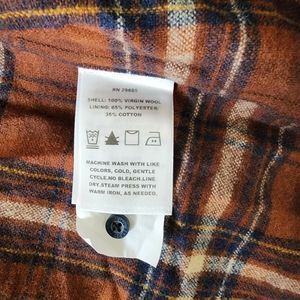 RN 29685
SHELL: 100% VIRGIN WOOL
LINING: 65% POLYESTER
35% COTTON
MACHINE WASH WITH LIKE
COLORS, COLD, GENTLE
CYCLE.NO BLEACH.LINE
DRY.STEAM PRESS WITH
WARM IRON, AS NEEDED.